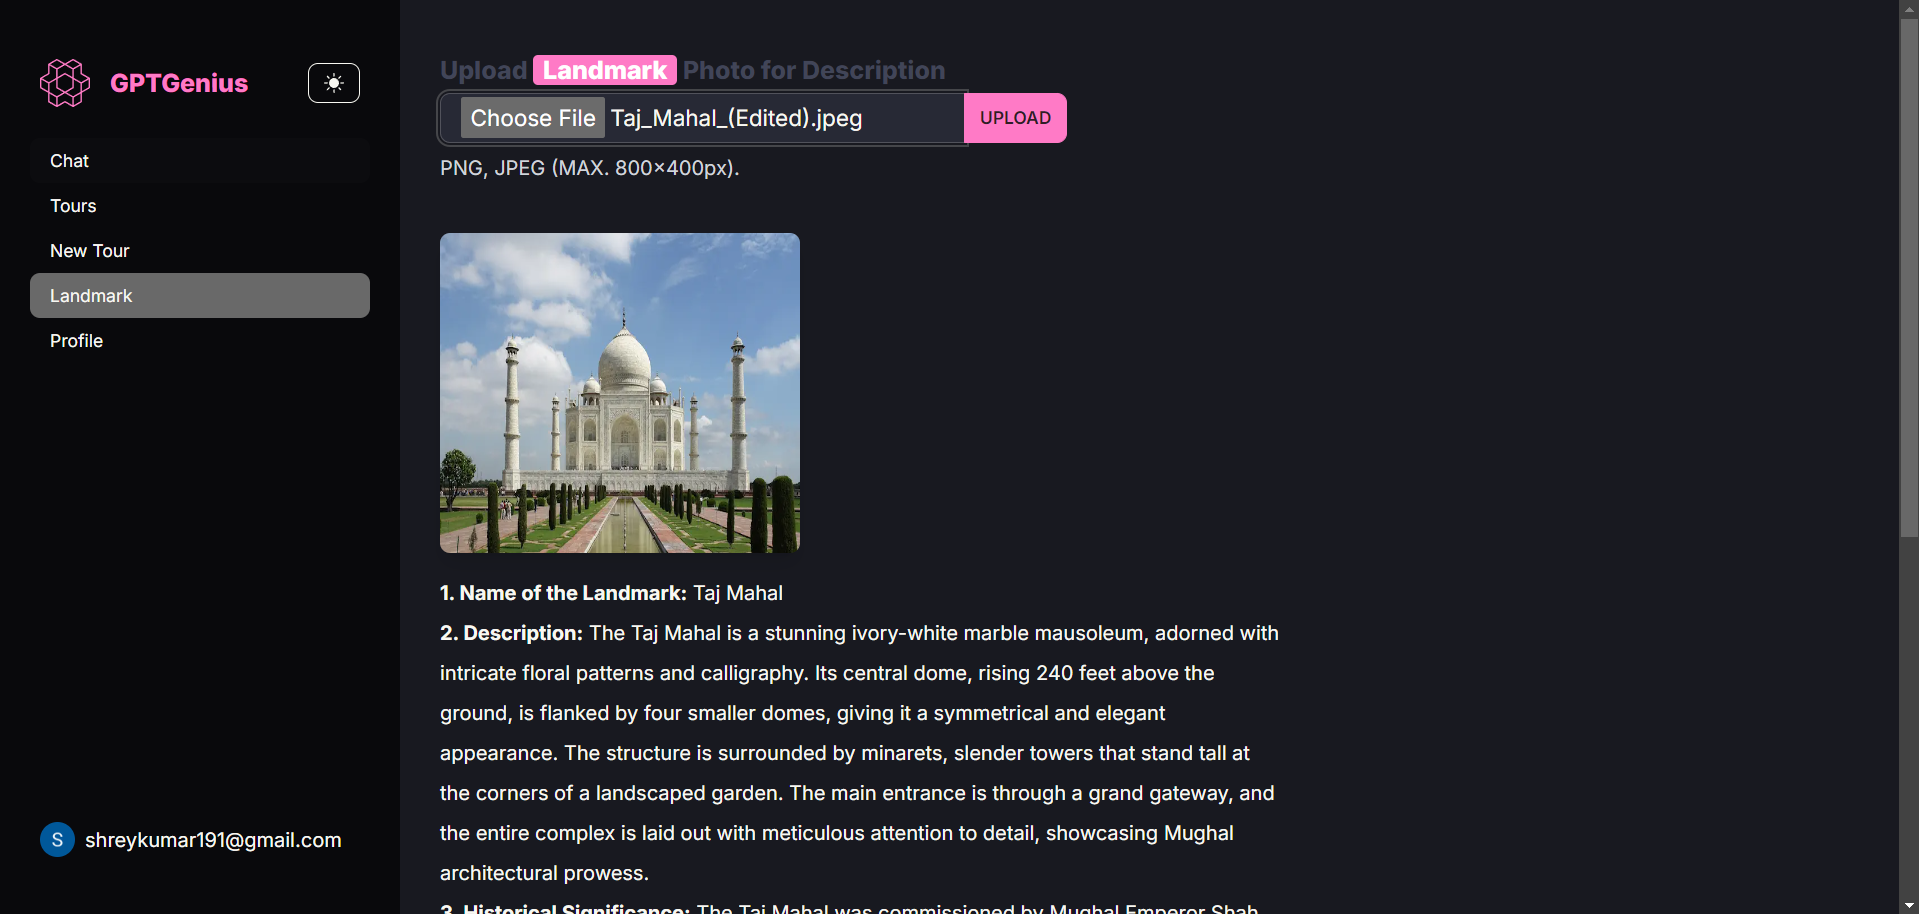 GPTGenius
Chat
Tours
New Tour
Landmark
Profile
S shreykumar191@gmail.com
Upload Landmark Photo for Description
Choose File Taj_Mahal_(Edited).jpeg UPLOAD
PNG, JPEG (MAX. 800×400px).
1. Name of the Landmark: Taj Mahal
2. Description: The Taj Mahal is a stunning ivory-white marble mausoleum, adorned with
intricate floral patterns and calligraphy. Its central dome, rising 240 feet above the
ground, is flanked by four smaller domes, giving it a symmetrical and elegant
appearance. The structure is surrounded by minarets, slender towers that stand tall at
the corners of a landscaped garden. The main entrance is through a grand gateway, and
the entire complex is laid out with meticulous attention to detail, showcasing Mughal
architectural prowess.
3. Historical Significance: The Taj Mahal was commissioned by Mughal Emperor Shah